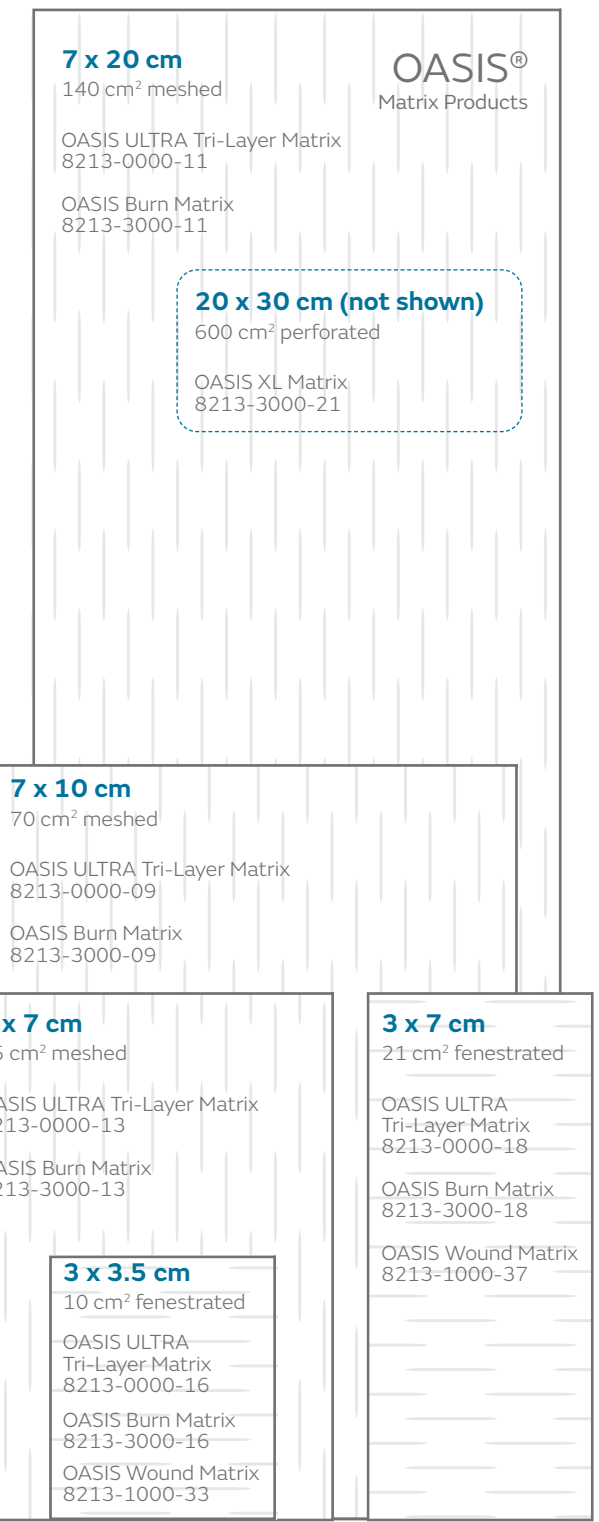 7 x 20 cm
140 cm² meshed
OASIS ULTRA Tri-Layer Matrix
8213-0000-11
OASIS Burn Matrix
8213-3000-11
OASIS®
Matrix Products
20 x 30 cm (not shown)
600 cm² perforated
OASIS XL Matrix
8213-3000-21
7 x 10 cm
70 cm² meshed
OASIS ULTRA Tri-Layer Matrix
8213-0000-09
OASIS Burn Matrix
8213-3000-09
x 7 cm
cm² meshed
ASIS ULTRA Tri-Layer Matrix
213-0000-13
ASIS Burn Matrix
213-3000-13
3 x 3.5 cm
10 cm² fenestrated
OASIS ULTRA
Tri-Layer Matrix
8213-0000-16
OASIS Burn Matrix
8213-3000-16
OASIS Wound Matrix
8213-1000-33
3 x 7 cm
21 cm² fenestrated
OASIS ULTRA
Tri-Layer Matrix
8213-0000-18
OASIS Burn Matrix
8213-3000-18
OASIS Wound Matrix
8213-1000-37